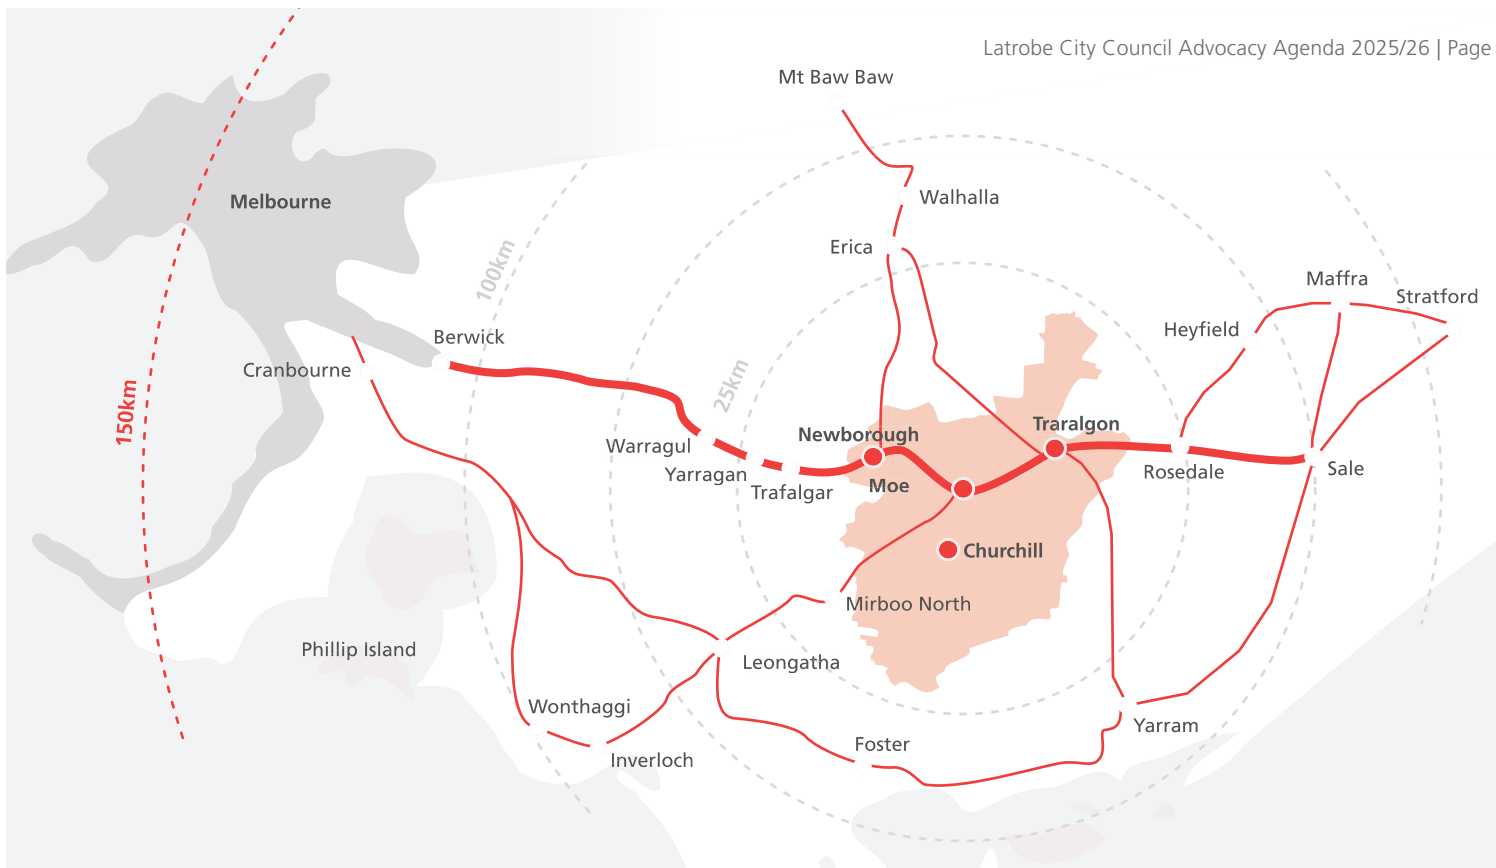 Latrobe City Council Advocacy Agenda 2025/26 | Page
Mt Baw Baw
Melbourne
Walhalla
Erica
100km
Maffra
Stratford
Heyfield
Berwick
Cranbourne
25km
150km
Traralgon
Newborough
Warragul
Yarragan
Trafalgar
Moe
Rosedale
Sale
Churchill
Mirboo North
Phillip Island
Leongatha
Wonthaggi
Yarram
Foster
Inverloch